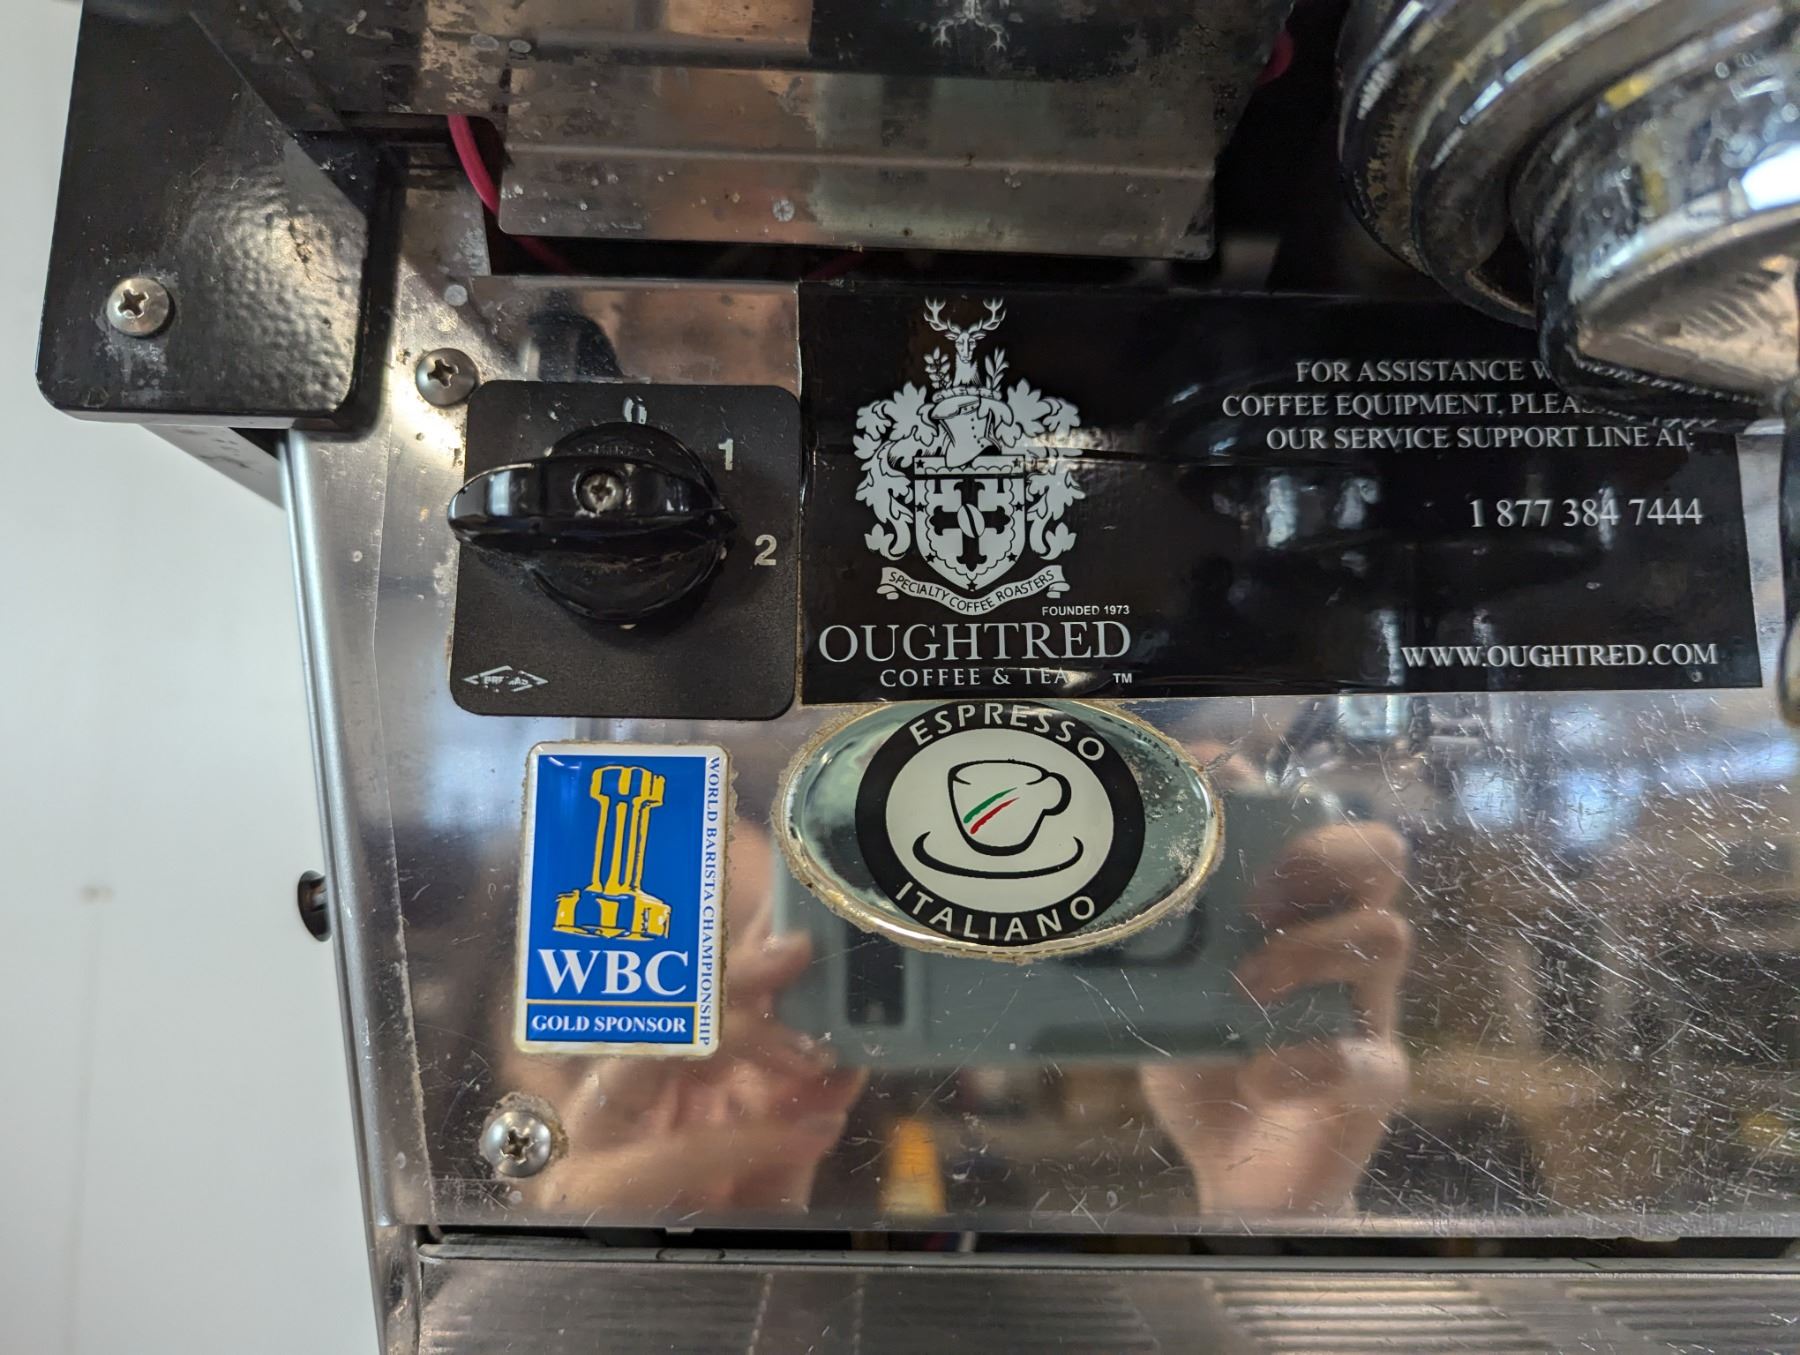 0
1
2
FOR ASSISTANCE
COFFEE EQUIPMENT,
OUR SERVICE SUPPORT LINE AT:
1 877 384 7444
WWW.OUGHTRED.COM
SPECIALTY COFFEE ROASTERS
FOUNDED 1973
OUGHTRED
COFFEE & TEA TM
ESPRESSO
ITALIANO
WORLD BARISTA CHAMPIONSHIP
WBC
GOLD SPONSOR